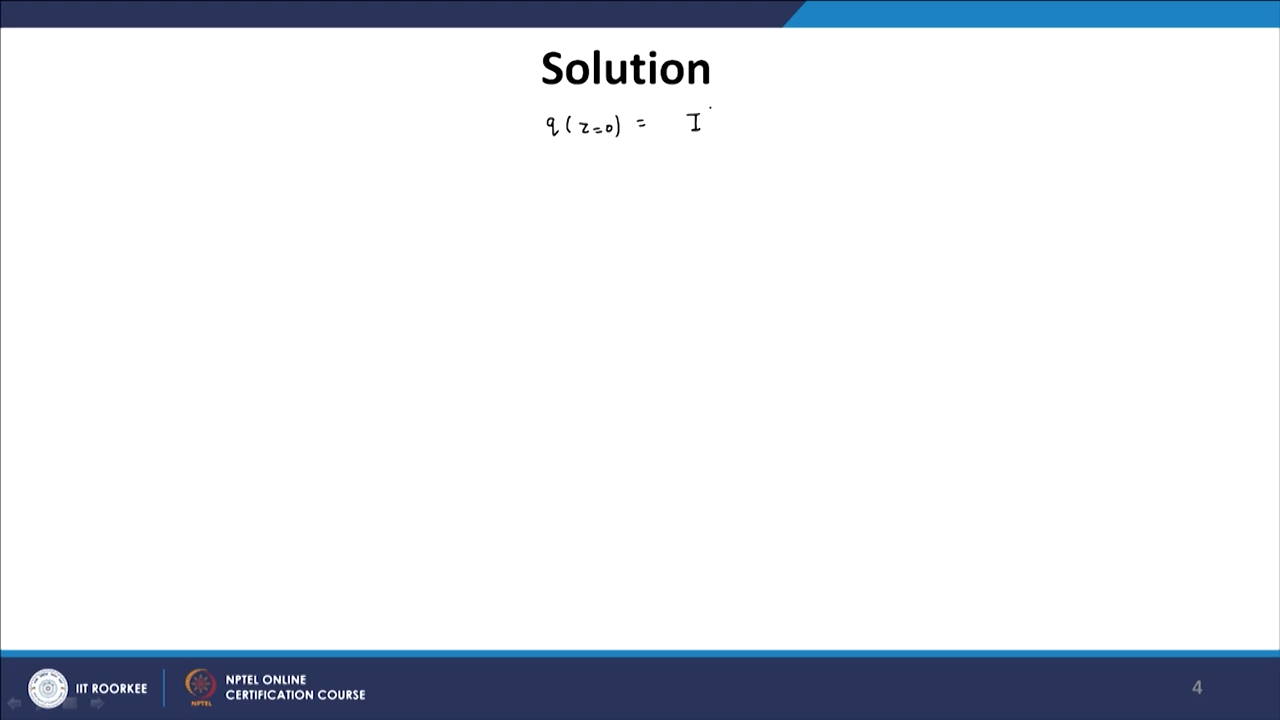 Solution
q(z=0) = I
IIT ROORKEE
NPTEL ONLINE
CERTIFICATION COURSE
4